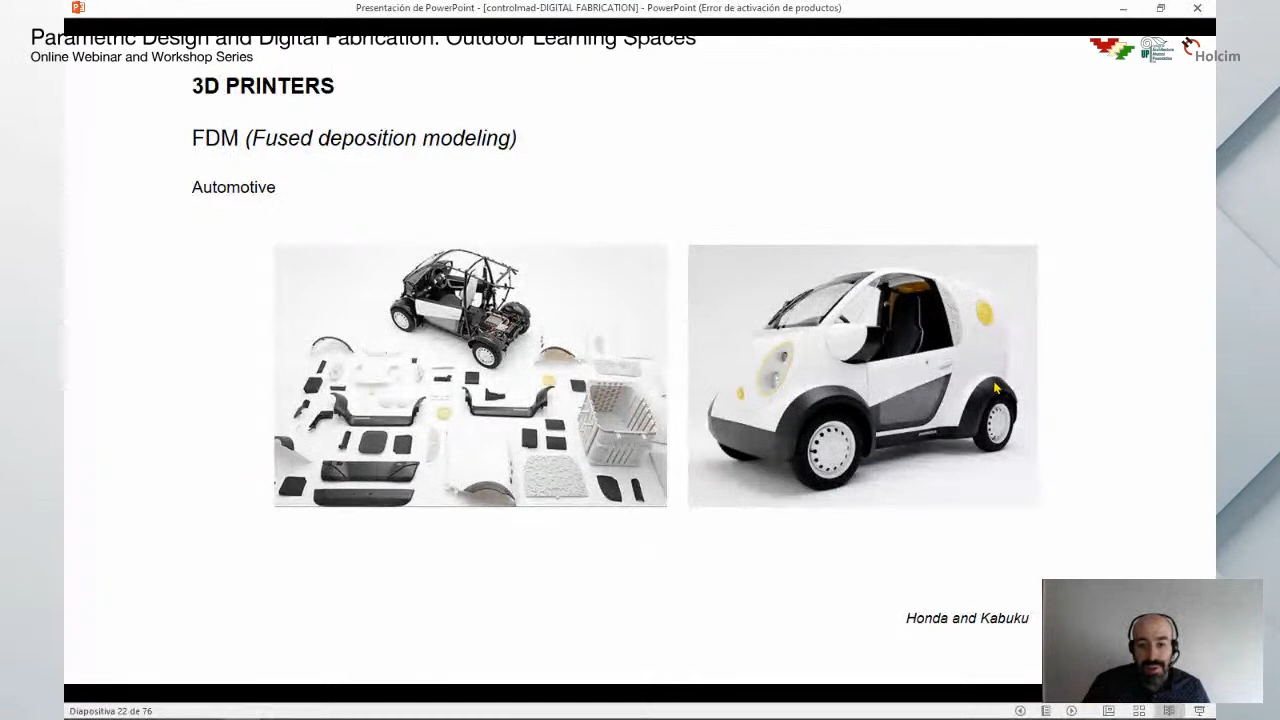 Presentación de PowerPoint - [controlmad-DIGITAL FABRICATION] - PowerPoint (Error de activación de productos)
Parametric Design and Digital Fabrication: Outdoor Learning Spaces
Online Webinar and Workshop Series
UP
Holcim
3D PRINTERS
FDM (Fused deposition modeling)
Automotive
Honda and Kabuku
Diapositiva 22 de 76